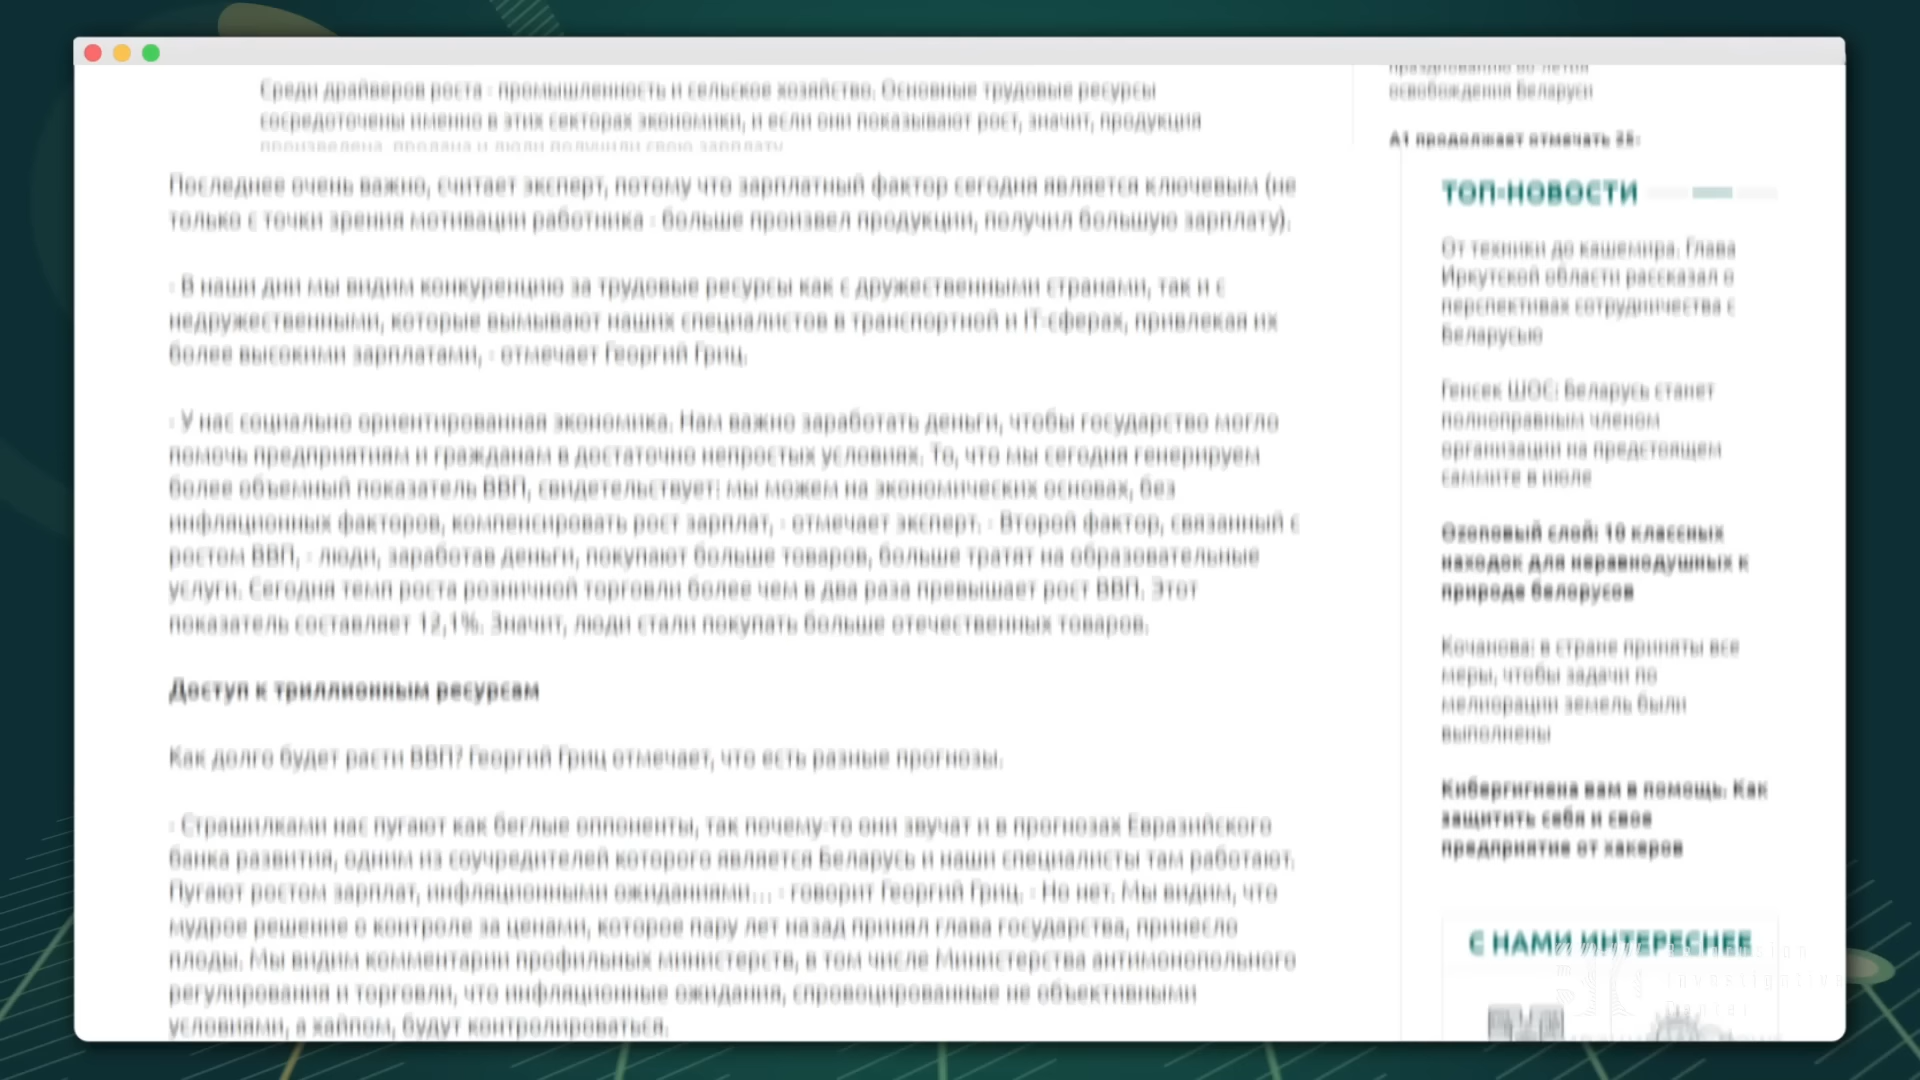 Среди драйверов роста - промышленность и сельское хозяйство. Основные трудовые ресурсы
сосредоточены именно в этих секторах экономики, и если они показывают рост, значит, продукция
произведена, продана и люди получили свою зарплату
Последнее очень важно, считает эксперт, потому что зарплатный фактор сегодня является ключевым (не
только с точки зрения мотивации работника - больше произвел продукции, получил большую зарплату).
- В наши дни мы видим конкуренцию за трудовые ресурсы как с дружественными странами, так и с
недружественными, которые вымывают наших специалистов в транспортной и IT-сферах, привлекая их
более высокими зарплатами, - отмечает Георгий Гриц.
- У нас социально ориентированная экономика. Нам важно заработать деньги, чтобы государство могло
помочь предприятиям и гражданам в достаточно непростых условиях. То, что мы сегодня генерируем
более объемный показатель ВВП, свидетельствует: мы можем на экономических основах, без
инфляционных факторов, компенсировать рост зарплат, - отмечает эксперт. - Второй фактор, связанный с
ростом ВВП, - люди, заработав деньги, покупают больше товаров, больше тратят на образовательные
услуги. Сегодня темп роста розничной торговли более чем в два раза превышает рост ВВП. Этот
показатель составляет 12,1%. Значит, люди стали покупать больше отечественных товаров.
Доступ к триллионным ресурсам
Как долго будет расти ВВП? Георгий Гриц отмечает, что есть разные прогнозы.
- Страшилками нас пугают как беглые оппоненты, так почему-то они звучат и в прогнозах Евразийского
банка развития, одним из соучредителей которого является Беларусь и наши специалисты там работают.
Пугают ростом зарплат, инфляционными ожиданиями... - говорит Георгий Гриц. - Но нет. Мы видим, что
мудрое решение о контроле за ценами, которое пару лет назад принял глава государства, принесло
плоды. Мы видим комментарии профильных министерств, в том числе Министерства антимонопольного
регулирования и торговли, что инфляционные ожидания, спровоцированные не объективными
условиями, а хайпом, будут контролироваться.
празднованию 80-летия
освобождения Беларуси
А1 продолжает отмечать 25:
ТОП-НОВОСТИ
От техники до кашемира. Глава
Иркутской области рассказал о
перспективах сотрудничества с
Беларусью
Генсек ШОС: Беларусь станет
полноправным членом
организации на предстоящем
саммите в июле
Ozоновый слой: 10 классных
находок для неравнодушных к
природе белорусов
Кочанова: в стране приняты все
меры, чтобы задачи по
мелиорации земель были
выполнены
Кибергигиена вам в помощь. Как
защитить себя и свое
предприятие от хакеров
С НАМИ ИНТЕРЕСНЕЕ